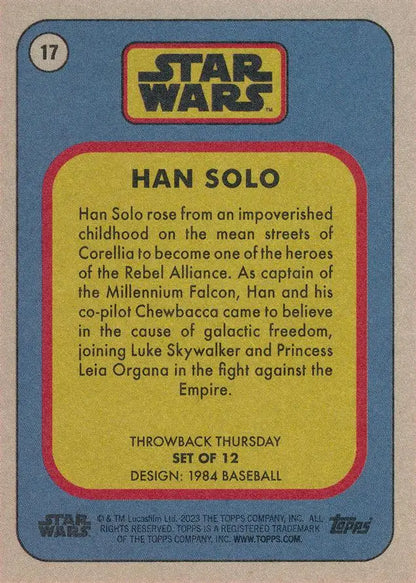 17
STAR
WARS™
HAN SOLO
Han Solo rose from an impoverished
childhood on the mean streets of
Corellia to become one of the heroes
of the Rebel Alliance. As captain of
the Millennium Falcon, Han and his
co-pilot Chewbacca came to believe
in the cause of galactic freedom,
joining Luke Skywalker and Princess
Leia Organa in the fight against the
Empire.
THROWBACK THURSDAY
SET OF 12
DESIGN: 1984 BASEBALL
STAR
WARS
© & TM Lucasfilm Ltd. 2023 THE TOPPS COMPANY, INC. ALL
RIGHTS RESERVED. TOPPS IS A REGISTERED TRADEMARK
OF THE TOPPS COMPANY, INC. WWW.TOPPS.COM.
Topps